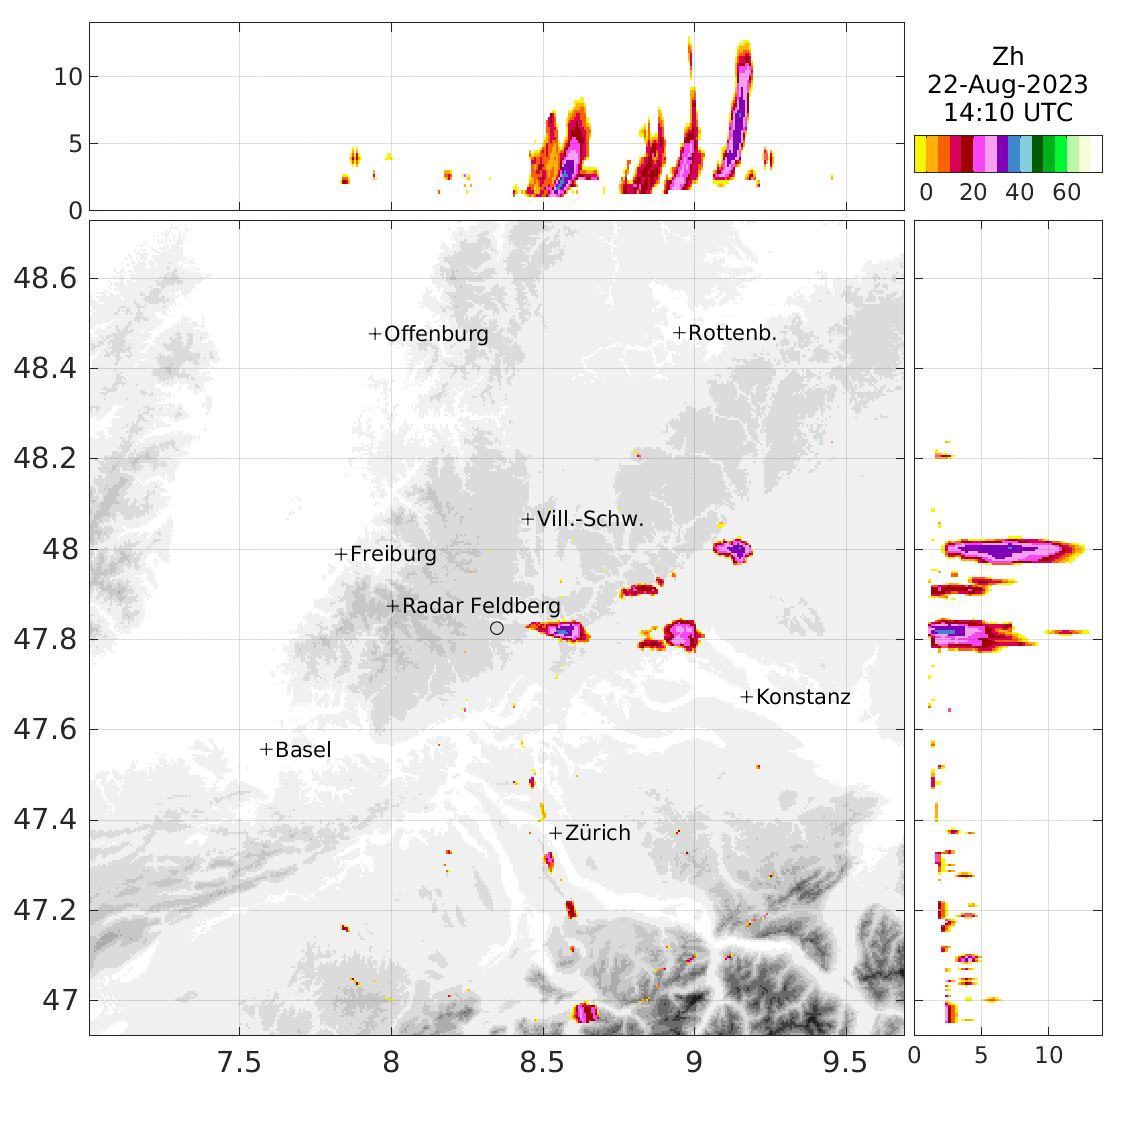 10
5
0
Zh
22-Aug-2023
14:10 UTC
0 20 40 60
48.6
48.4
48.2
48
47.8
47.6
47.4
47.2
47
+Offenburg
+Rottenb.
+Vill.-Schw.
+Freiburg
+Radar Feldberg
+Konstanz
+Basel
+Zürich
7.5 8 8.5 9 9.5
0 5 10